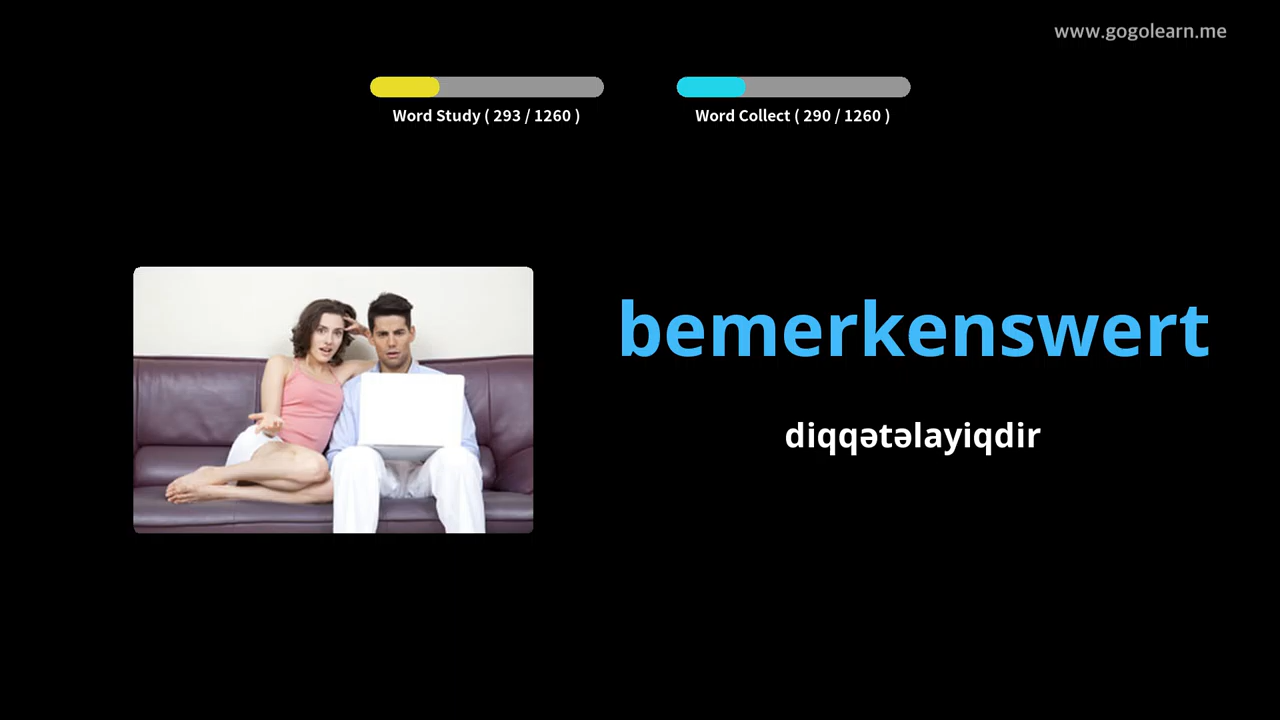 www.gogolearn.me
Word Study ( 293 / 1260 )
Word Collect ( 290 / 1260 )
bemerkenswert
diqqətəlayiqdir